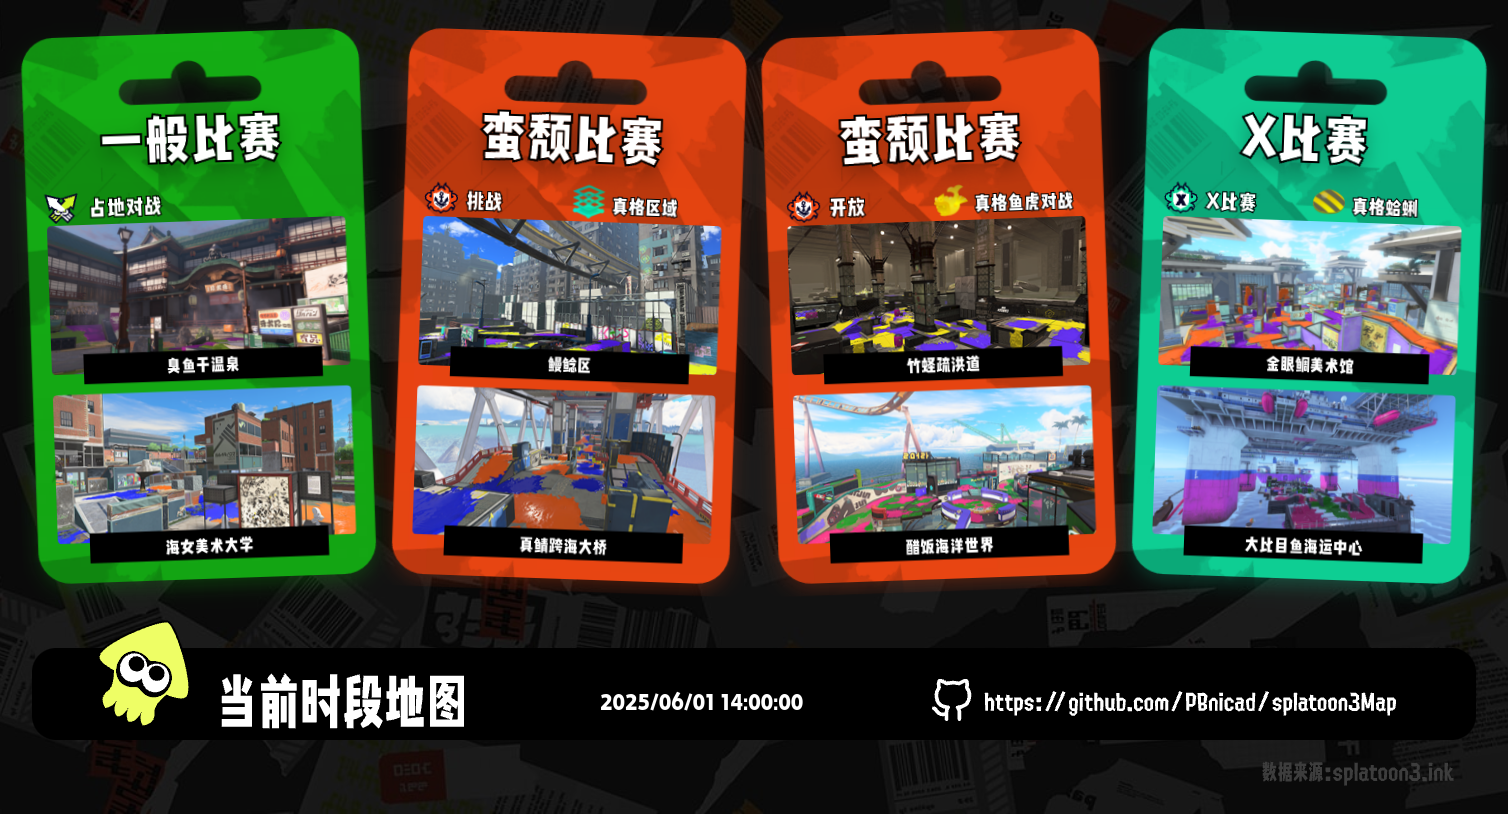 一般比赛
占地对战
臭鱼干温泉
海女美术大学
蛮颓比赛
挑战
真格区域
鳗鲶区
真鲭跨海大桥
蛮颓比赛
开放
真格鱼虎对战
竹蛏疏洪道
醋饭海洋世界
X比赛
X比赛
真格蛤蜊
金眼鲷美术馆
大比目鱼海运中心
当前时段地图
2025/06/01 14:00:00
https://github.com/PBnicad/splatoon3Map
数据来源:splatoon3.ink